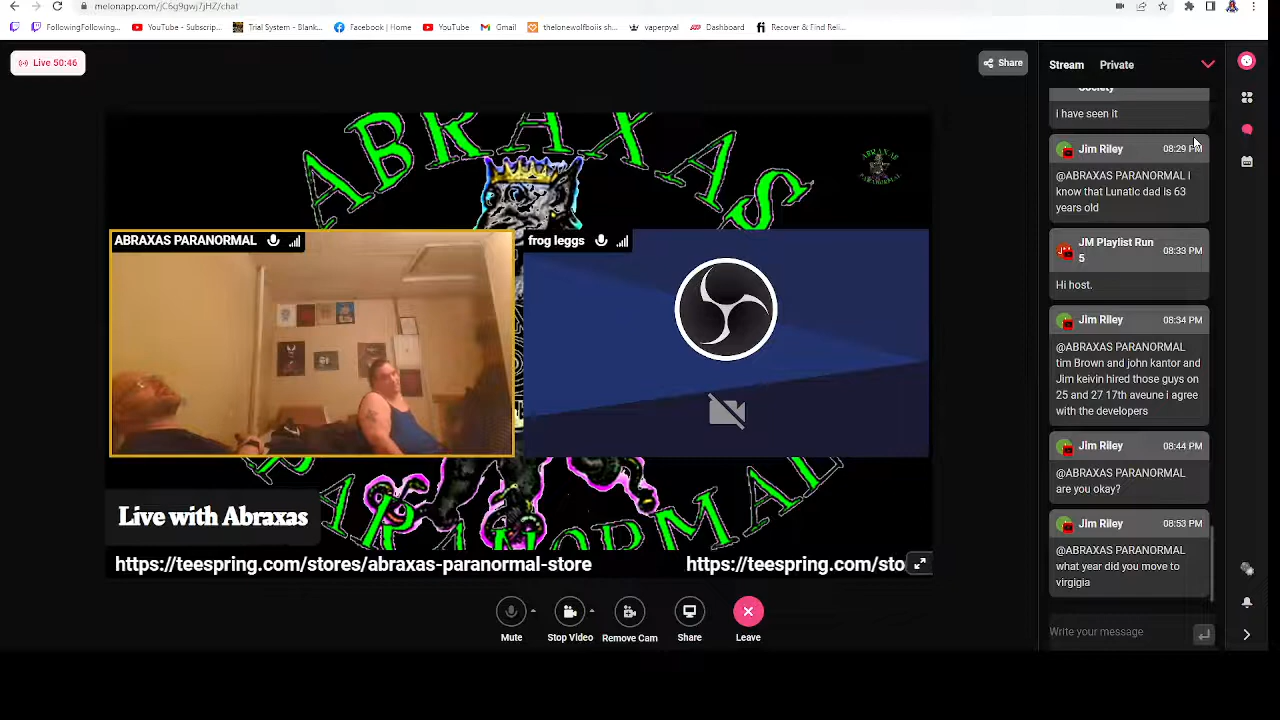 melonapp.com/jC6g9gwj7jHZ/chat
FollowingFollowing... YouTube - Subscrip... Trial System - Blank... Facebook | Home YouTube Gmail thelonewolfboiis sh... vaperpyal Dashboard Recover & Find Rel...
Live 50:46
Share
Stream Private
Society
I have seen it
Jim Riley 08:29 PM
@ABRAXAS PARANORMAL I
know that Lunatic dad is 63
years old
JM Playlist Run
5
08:33 PM
Hi host.
Jim Riley 08:34 PM
@ABRAXAS PARANORMAL
tim Brown and john kantor and
Jim keivin hired those guys on
25 and 27 17th aveune i agree
with the developers
Jim Riley 08:44 PM
@ABRAXAS PARANORMAL
are you okay?
Jim Riley 08:53 PM
@ABRAXAS PARANORMAL
what year did you move to
virgigia
Write your message
ABRAXAS
ABRAXAS
PARANORMAL
ABRAXAS PARANORMAL
frog leggs
PARANORMAL
Live with Abraxas
https://teespring.com/stores/abraxas-paranormal-store https://teespring.com/sto
Mute Stop Video Remove Cam Share Leave